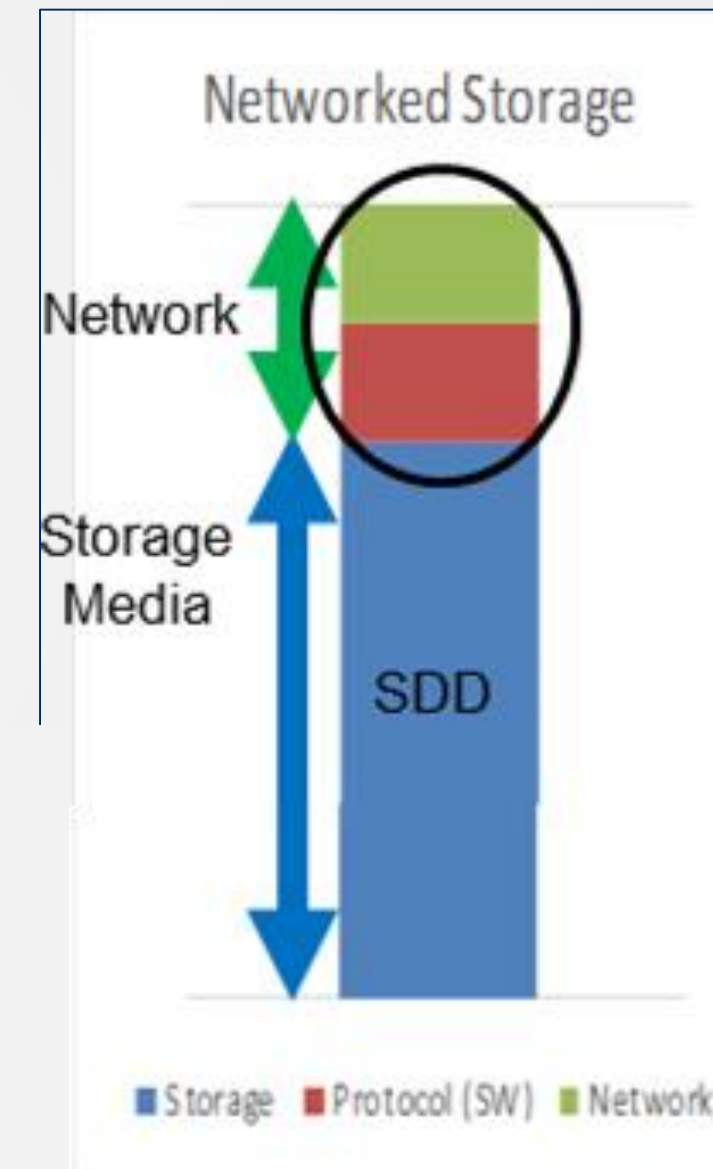 Networked Storage
Network
Storage
Media
SDD
Storage Protocol (SW) Network